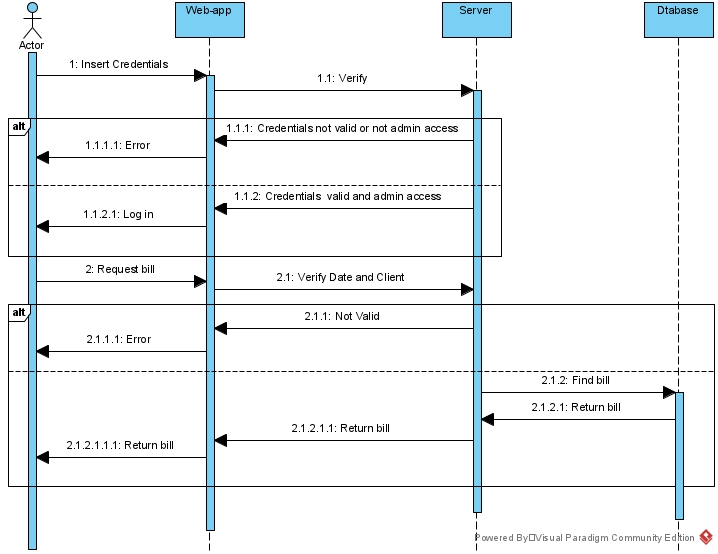 Web-app
Server
Dtabase
Actor
1: Insert Credentials
1.1: Verify
alt
1.1.1: Credentials not valid or not admin access
1.1.1.1: Error
1.1.2: Credentials valid and admin access
1.1.2.1: Log in
2: Request bill
2.1: Verify Date and Client
alt
2.1.1: Not Valid
2.1.1.1: Error
2.1.2: Find bill
2.1.2.1: Return bill
2.1.2.1.1: Return bill
2.1.2.1.1.1: Return bill
Powered By□Visual Paradigm Community Edition